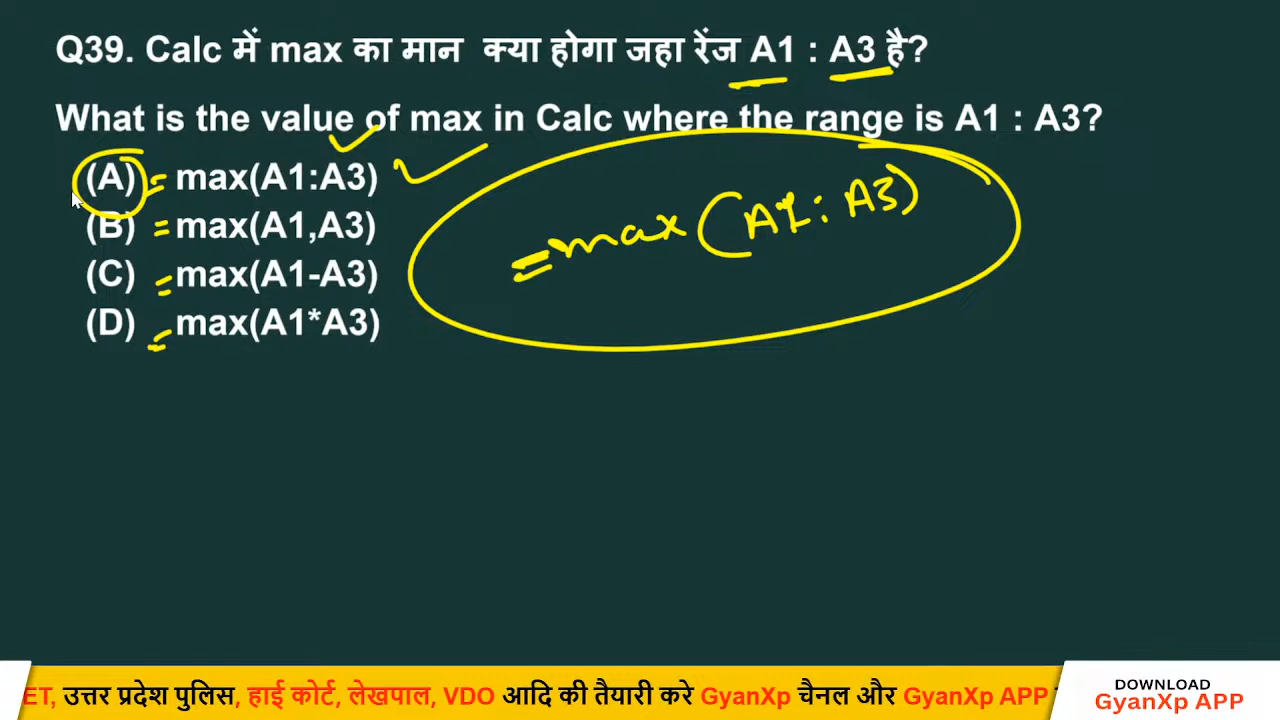 Q39. Calc में max का मान क्या होगा जहा रेंज A1 : A3 है?
What is the value of max in Calc where the range is A1 : A3?
(A) = max(A1:A3)
(B) = max(A1,A3)
(C) = max(A1-A3)
(D) = max(A1*A3)
=max(A1:A3)
ET, उत्तर प्रदेश पुलिस, हाई कोर्ट, लेखपाल, VDO आदि की तैयारी करे GyanXp चैनल और GyanXp APP
DOWNLOAD
GyanXp APP